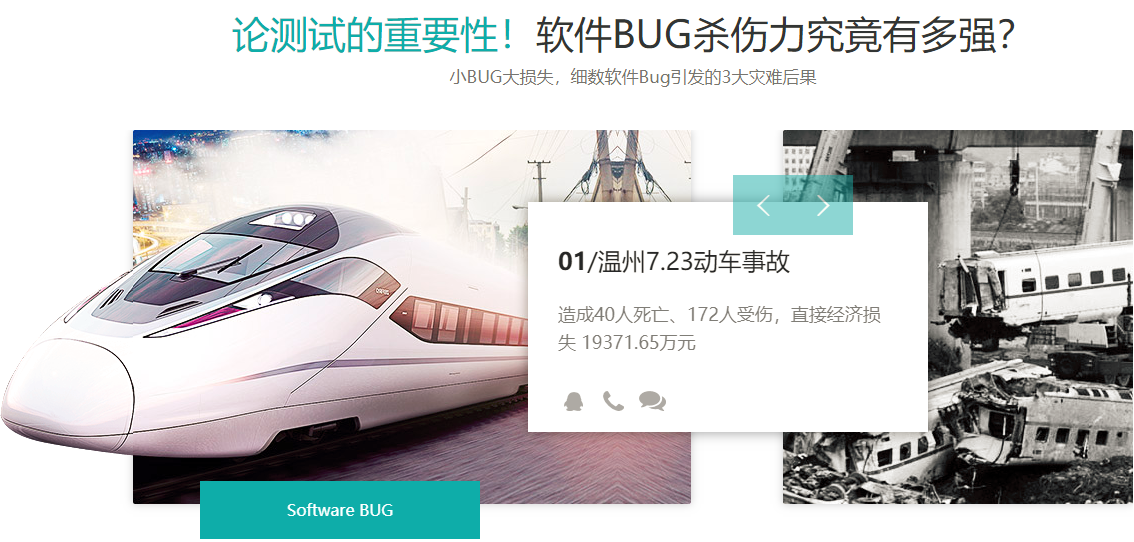 论测试的重要性！软件BUG杀伤力究竟有多强？
小BUG大损失，细数软件Bug引发的3大灾难后果
01/温州7.23动车事故
造成40人死亡、172人受伤，直接经济损
失 19371.65万元
Software BUG